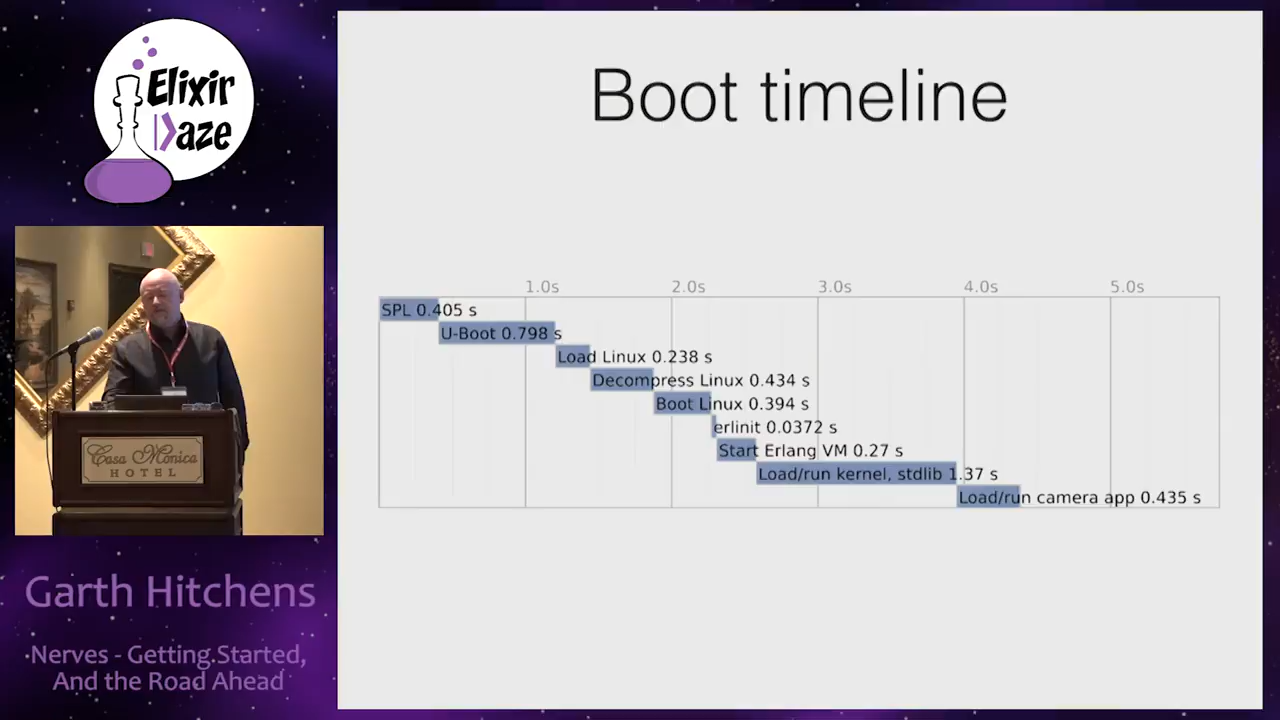 Elixir
Daze
Casa Monica
HOTEL
Garth Hitchens
Nerves - Getting Started,
And the Road Ahead
Boot timeline
1.0s 2.0s 3.0s 4.0s 5.0s
SPL 0.405 s
U-Boot 0.798 s
Load Linux 0.238 s
Decompress Linux 0.434 s
Boot Linux 0.394 s
erlinit 0.0372 s
Start Erlang VM 0.27 s
Load/run kernel, stdlib 1.37 s
Load/run camera app 0.435 s